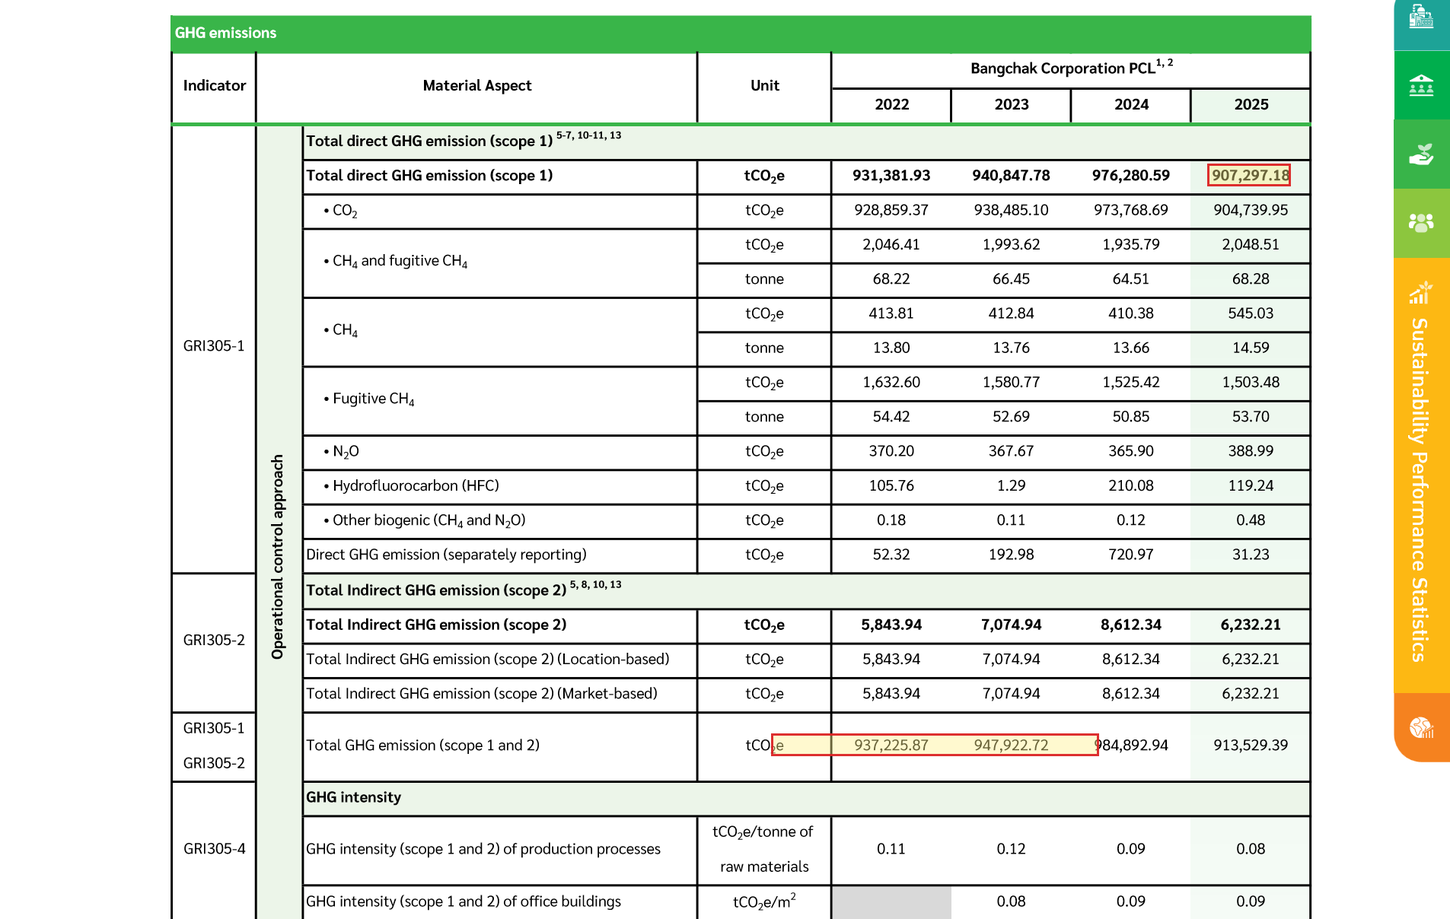 GHG emissions
Indicator Material Aspect Unit Bangchak Corporation PCL1, 2
2022 2023 2024 2025
Total direct GHG emission (scope 1) 5-7, 10-11, 13
Total direct GHG emission (scope 1) tCO2e 931,381.93 940,847.78 976,280.59 907,297.18
• CO2 tCO2e 928,859.37 938,485.10 973,768.69 904,739.95
• CH4 and fugitive CH4 tCO2e 2,046.41 1,993.62 1,935.79 2,048.51
tonne 68.22 66.45 64.51 68.28
• CH4 tCO2e 413.81 412.84 410.38 545.03
tonne 13.80 13.76 13.66 14.59
GRI305-1
• Fugitive CH4 tCO2e 1,632.60 1,580.77 1,525.42 1,503.48
tonne 54.42 52.69 50.85 53.70
• N2O tCO2e 370.20 367.67 365.90 388.99
• Hydrofluorocarbon (HFC) tCO2e 105.76 1.29 210.08 119.24
• Other biogenic (CH4 and N2O) tCO2e 0.18 0.11 0.12 0.48
Direct GHG emission (separately reporting) tCO2e 52.32 192.98 720.97 31.23
Operational control approach
Total Indirect GHG emission (scope 2) 5, 8, 10, 13
GRI305-2
Total Indirect GHG emission (scope 2) tCO2e 5,843.94 7,074.94 8,612.34 6,232.21
Total Indirect GHG emission (scope 2) (Location-based) tCO2e 5,843.94 7,074.94 8,612.34 6,232.21
Total Indirect GHG emission (scope 2) (Market-based) tCO2e 5,843.94 7,074.94 8,612.34 6,232.21
GRI305-1
GRI305-2
Total GHG emission (scope 1 and 2) tCO2e 937,225.87 947,922.72 984,892.94 913,529.39
GHG intensity
GRI305-4
GHG intensity (scope 1 and 2) of production processes tCO2e/tonne of raw materials 0.11 0.12 0.09 0.08
GHG intensity (scope 1 and 2) of office buildings tCO2e/m2 0.08 0.09 0.09
Sustainability Performance Statistics